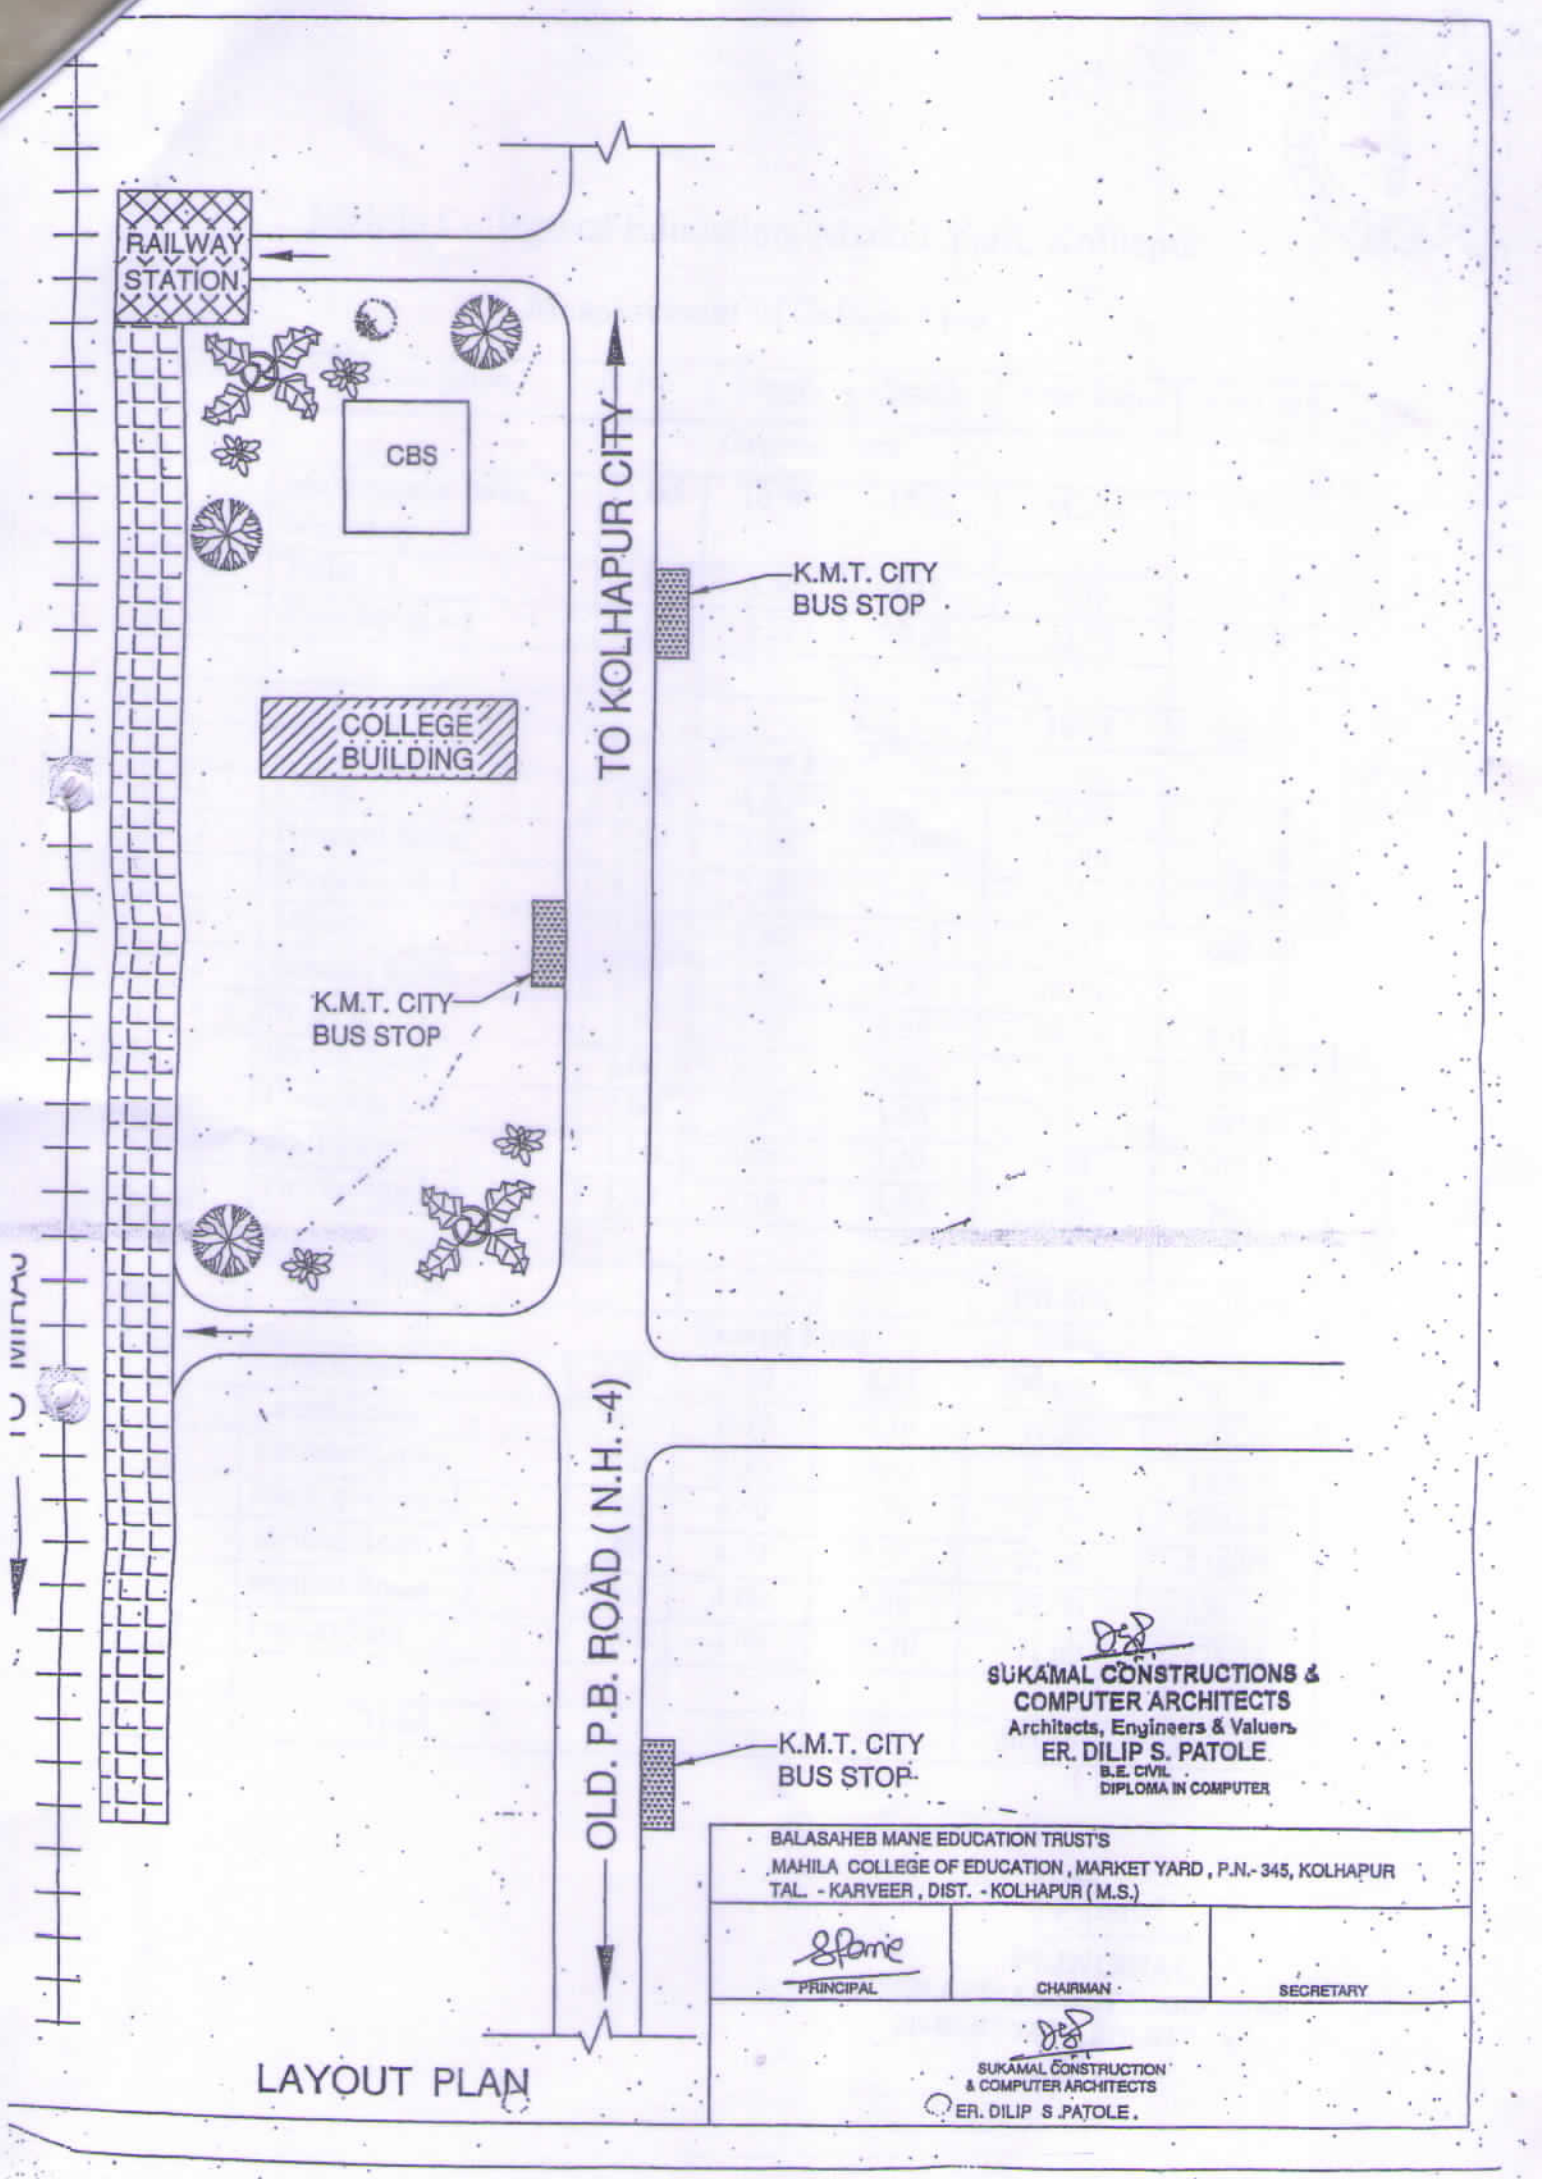 RAILWAY
STATION
CBS
TO KOLHAPUR CITY
K.M.T. CITY
BUS STOP
COLLEGE
BUILDING
K.M.T. CITY
BUS STOP
TO MIRAJ
OLD. P.B. ROAD ( N.H. -4)
K.M.T. CITY
BUS STOP
SUKAMAL CONSTRUCTIONS &
COMPUTER ARCHITECTS
Architects, Engineers & Valuers
ER. DILIP S. PATOLE
B.E. CIVIL
DIPLOMA IN COMPUTER
BALASAHEB MANE EDUCATION TRUST'S
MAHILA COLLEGE OF EDUCATION , MARKET YARD , P.N.- 345, KOLHAPUR
TAL. - KARVEER , DIST. - KOLHAPUR ( M.S.)
PRINCIPAL
CHAIRMAN
SECRETARY
SUKAMAL CONSTRUCTION
& COMPUTER ARCHITECTS
ER. DILIP S .PATOLE.
LAYOUT PLAN